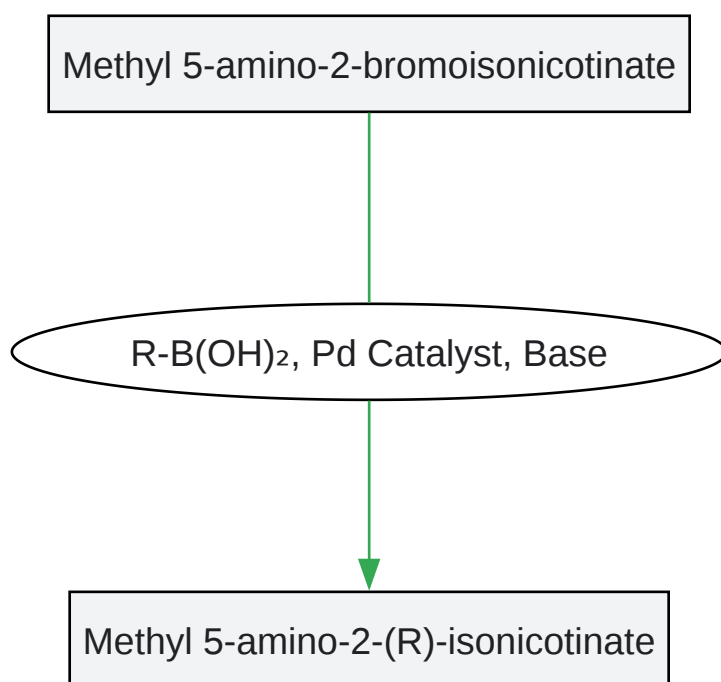 Methyl 5-amino-2-bromoisonicotinate
R-B(OH)₂, Pd Catalyst, Base
Methyl 5-amino-2-(R)-isonicotinate